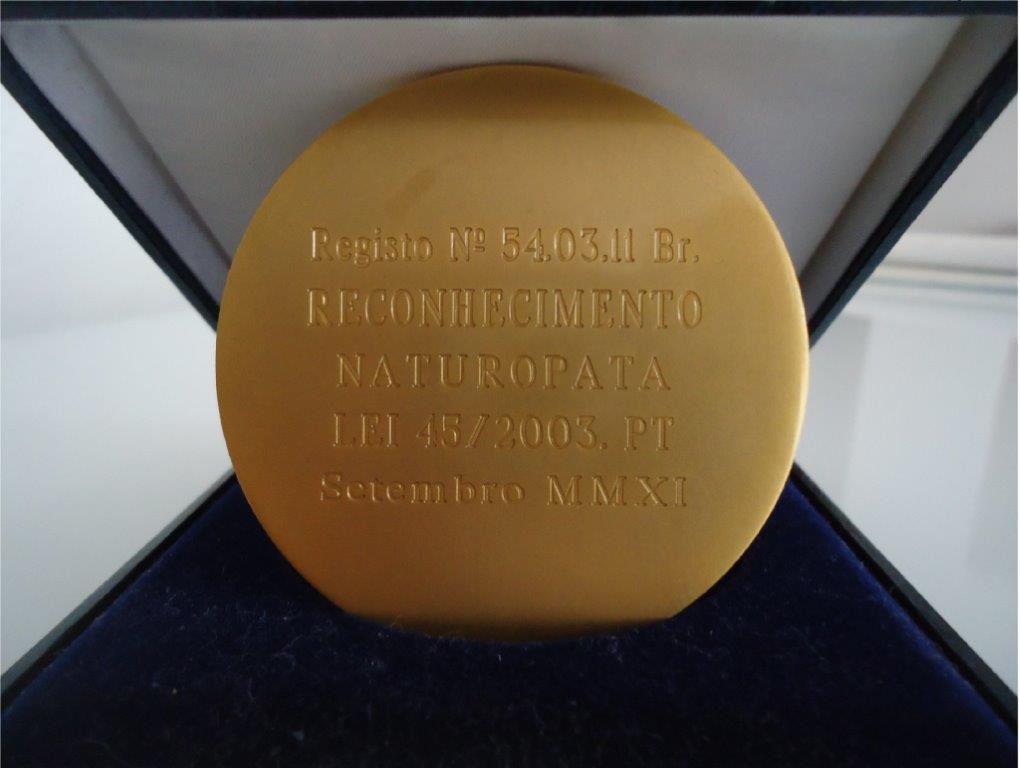 Registo Nº 54.03.11 Br.
RECONHECIMENTO
NATUROPATA
LEI 45/2003. PT
Setembro MMXI